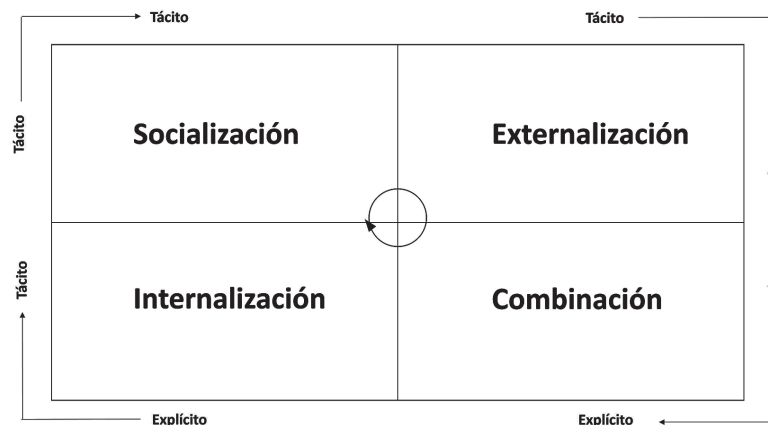 Tácito
Tácito
Tácito
Socialización
Externalización
Tácito
Internalización
Combinación
Explícito
Explícito